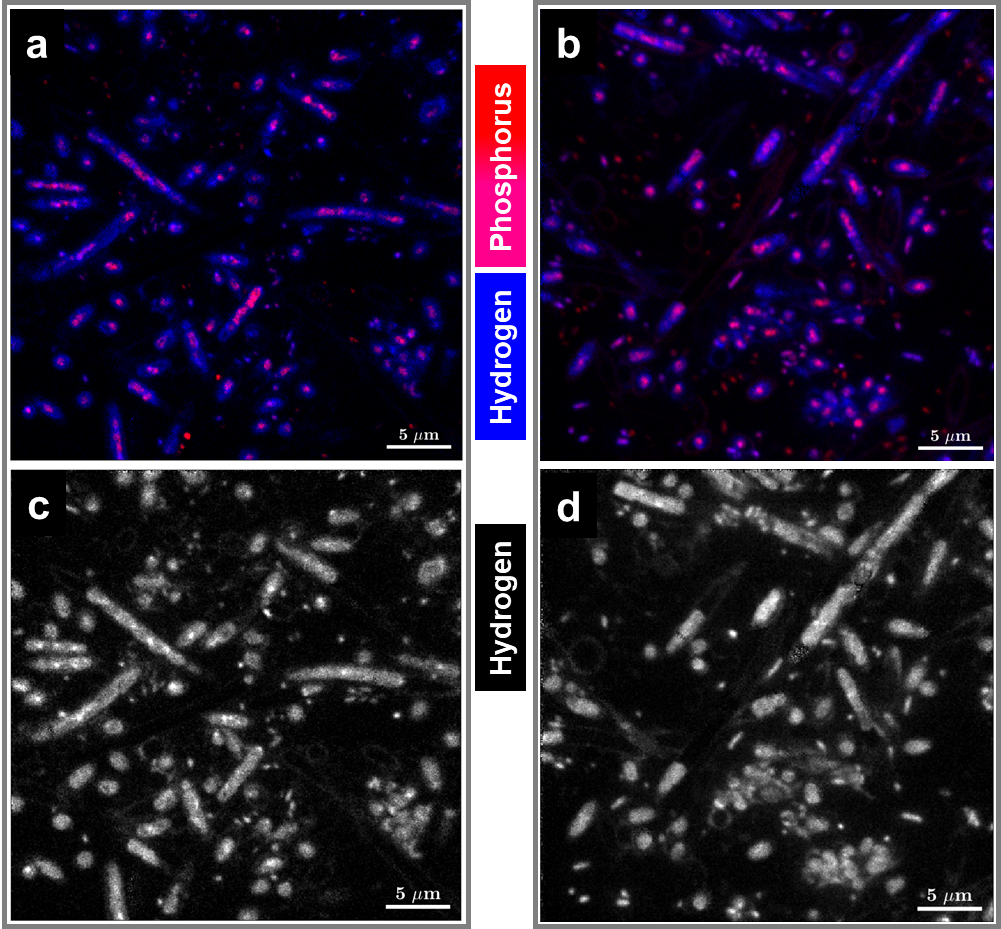 a
b
Phosphorus
Hydrogen
5 μm
5 μm
c
d
Hydrogen
5 μm
5 μm